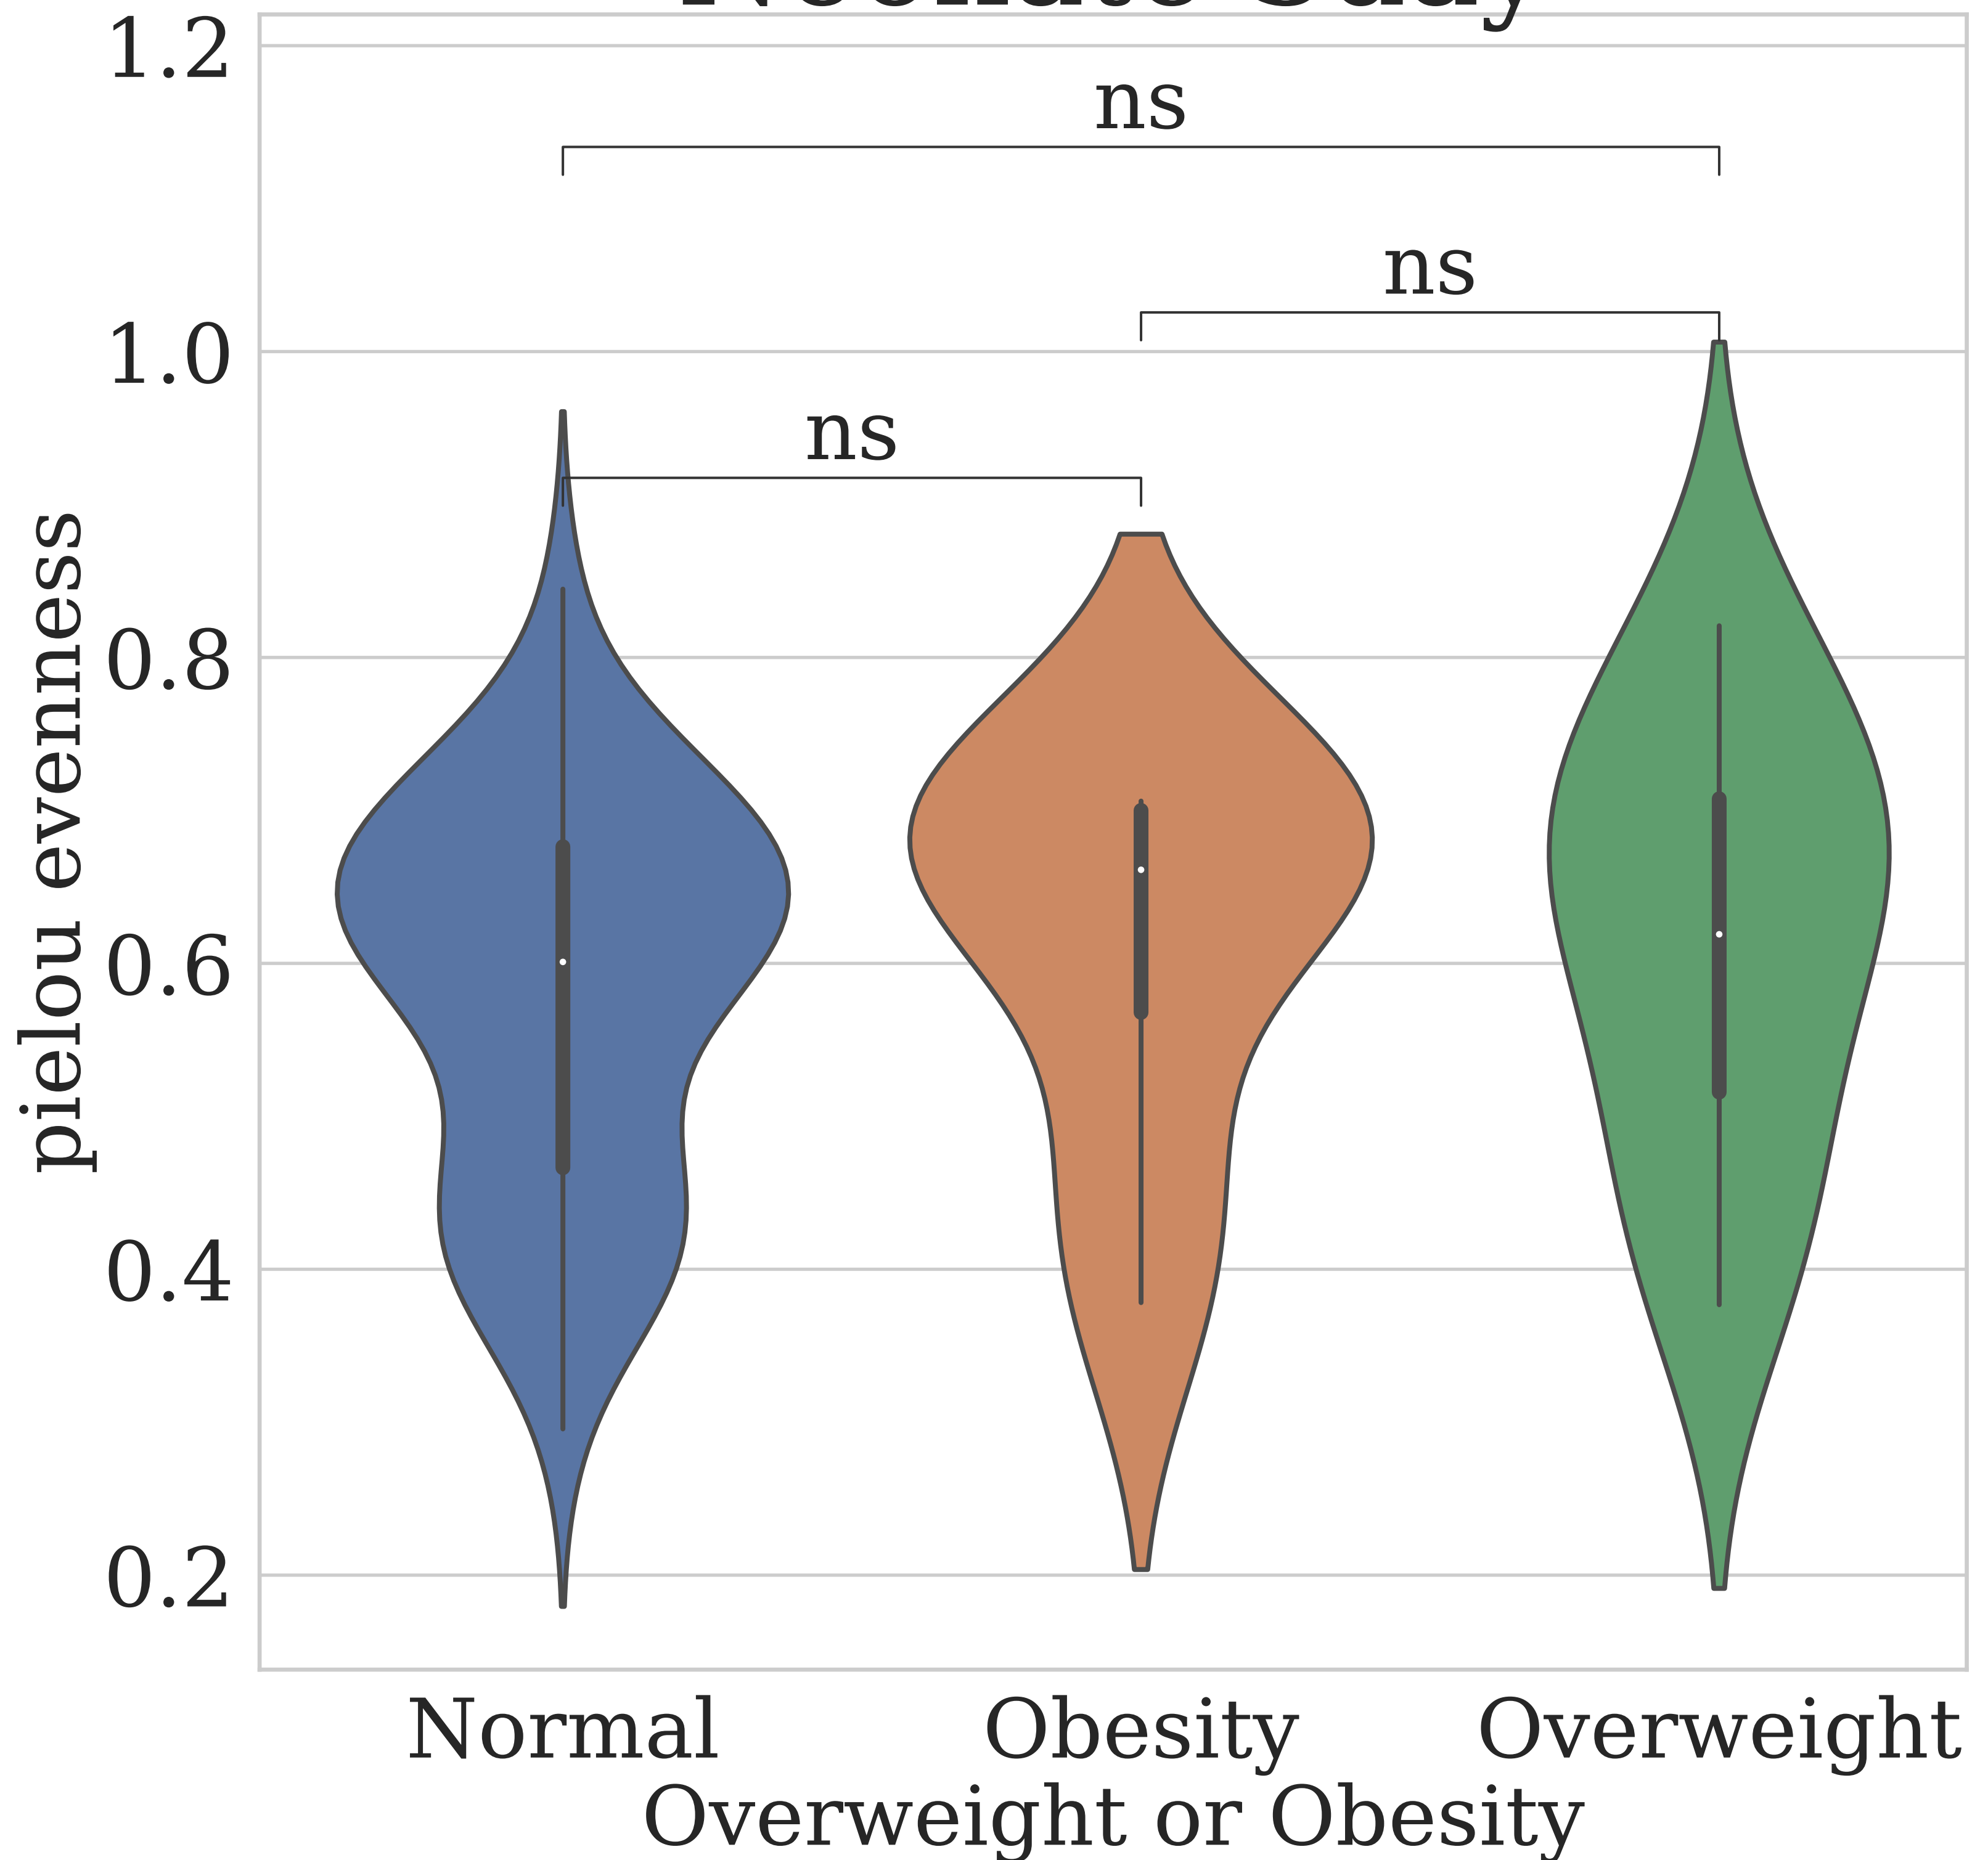 1.2
ns
ns
1.0
ns
0.8
pielou evenness
0.6
0.4
0.2
Normal Obesity Overweight
Overweight or Obesity